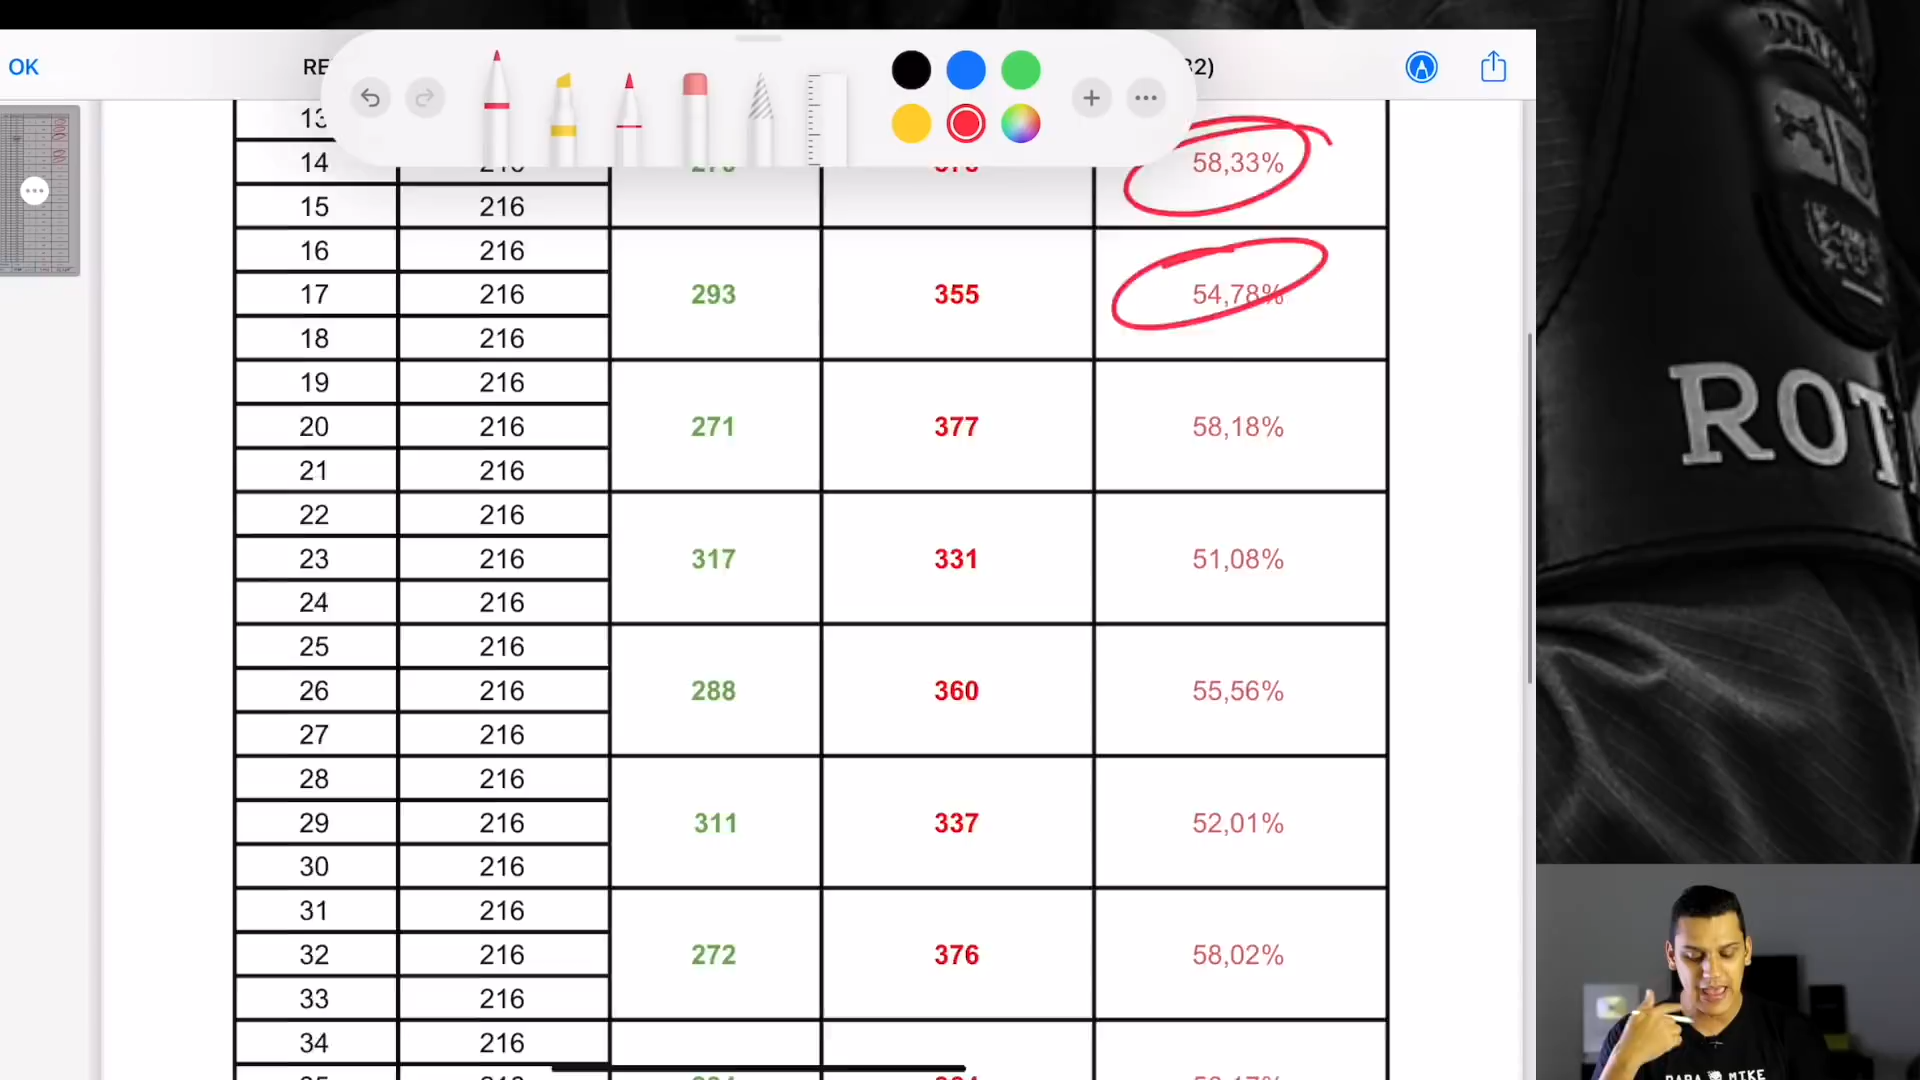 OK RE 32)
13
14 58,33%
15 216
16 216
17 216 293 355 54,78%
18 216
19 216
20 216 271 377 58,18%
21 216
22 216
23 216 317 331 51,08%
24 216
25 216
26 216 288 360 55,56%
27 216
28 216
29 216 311 337 52,01%
30 216
31 216
32 216 272 376 58,02%
33 216
34 216
ROT
PAPA MIKE